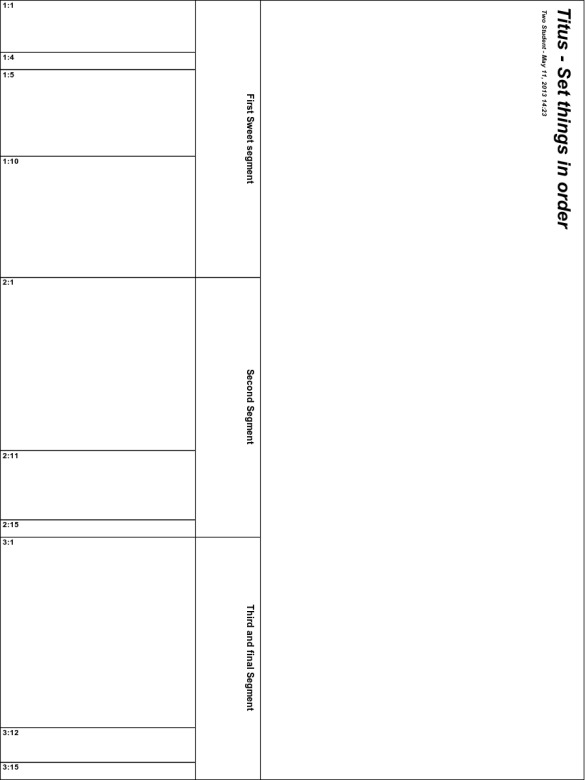 Titus - Set things in order
Two Student - May 11, 2013 14:23
First Sweet segment
Second Segment
Third and final Segment
1:1
1:4
1:5
1:10
2:1
2:11
2:15
3:1
3:12
3:15